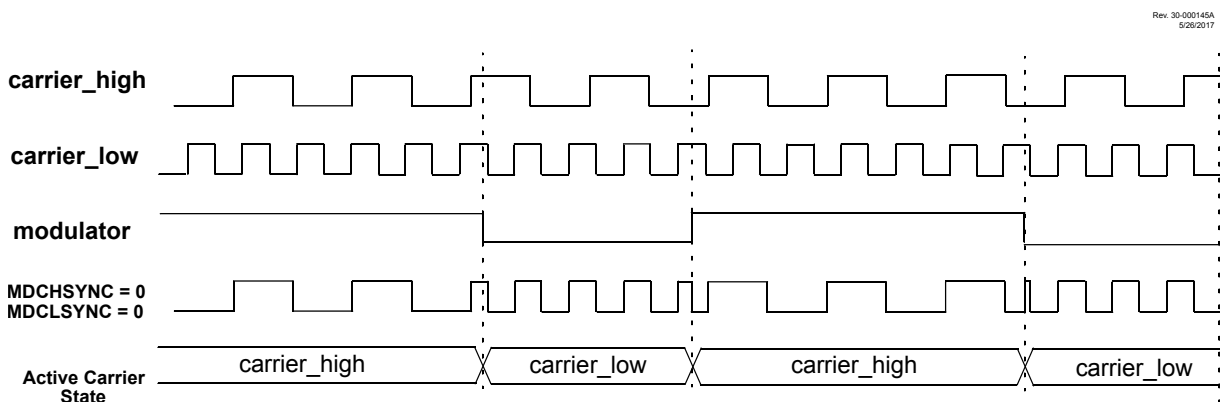 Rev. 30-000145A
5/26/2017
carrier_high
carrier_low
modulator
MDCHSYNC = 0
MDCLSYNC = 0
Active Carrier
State
carrier_high
carrier_low
carrier_high
carrier_low